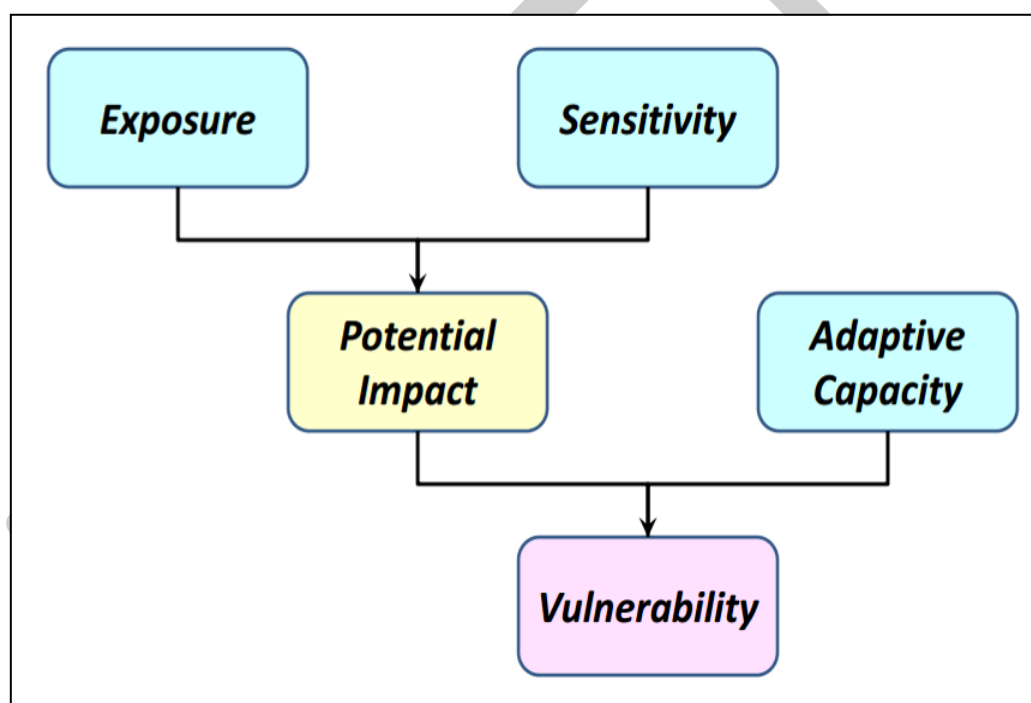 Exposure
Sensitivity
Potential
Impact
Adaptive
Capacity
Vulnerability